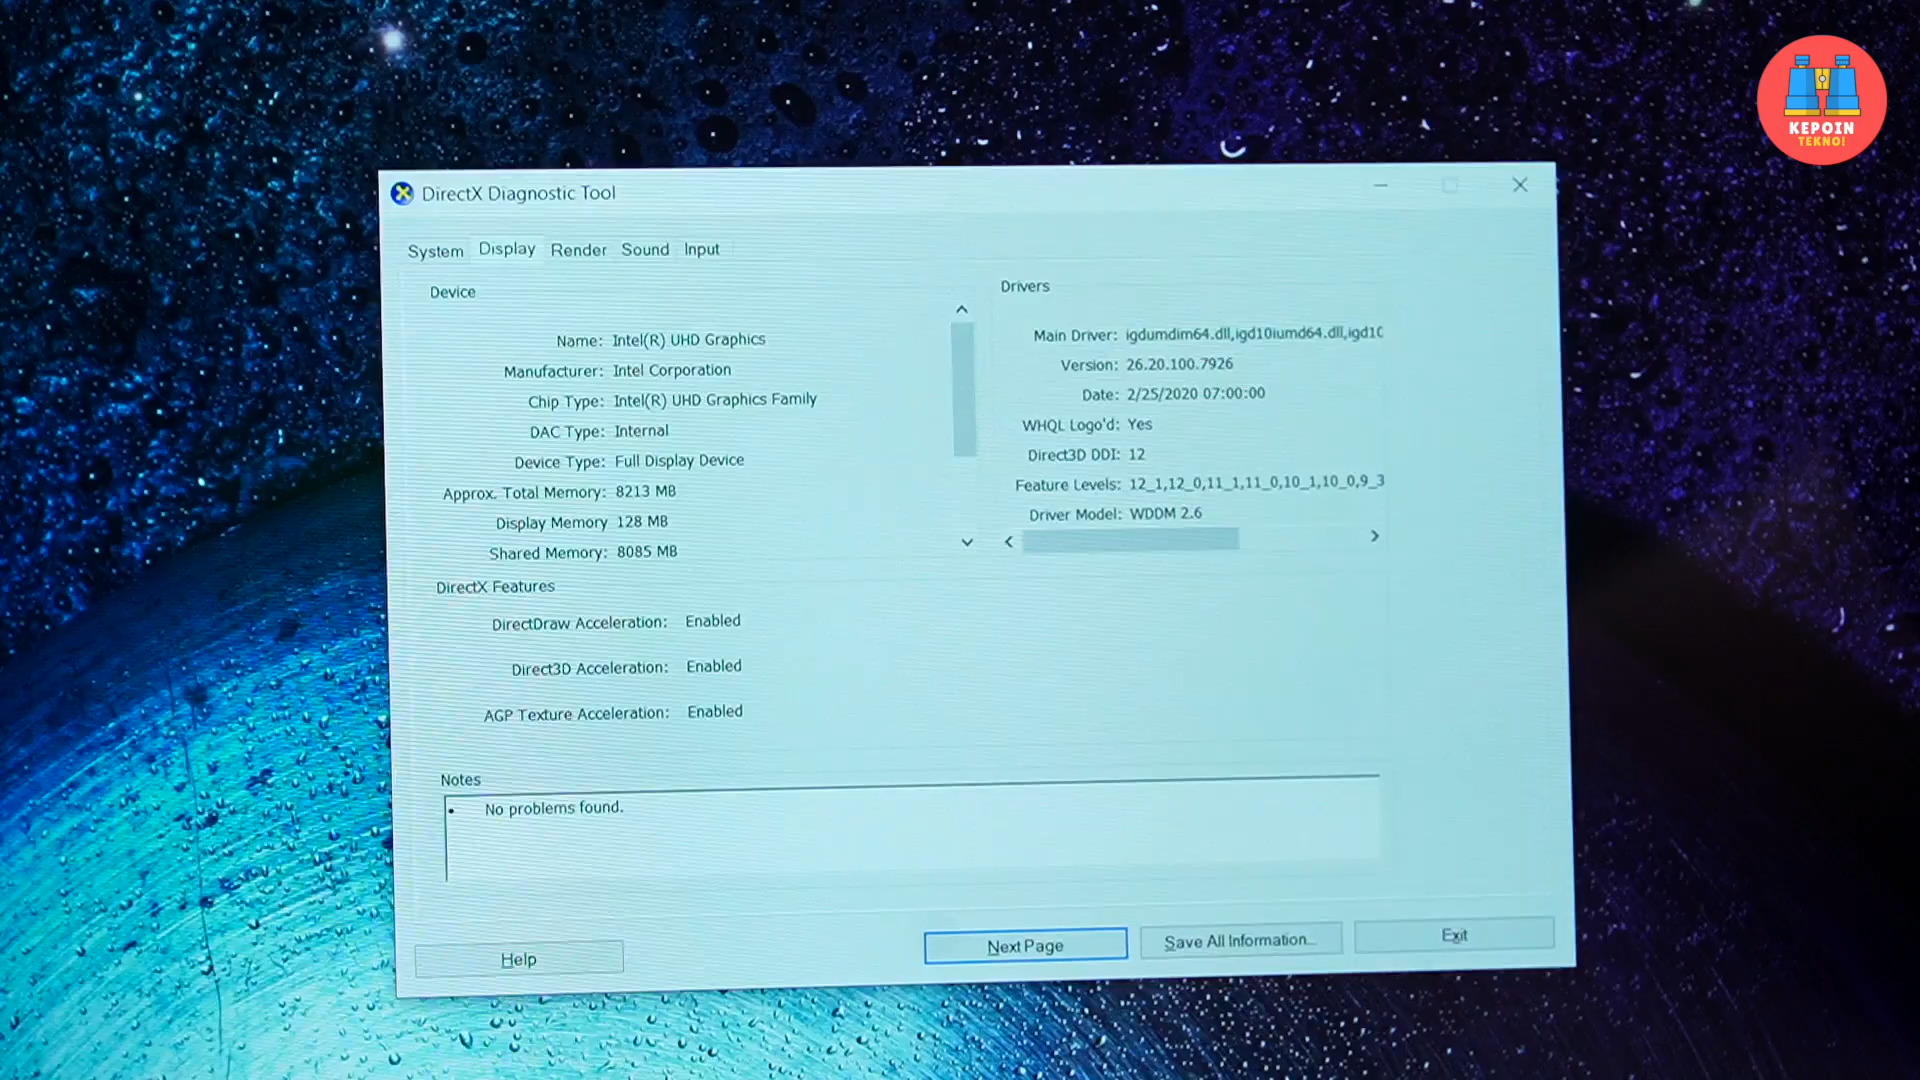 KEPOIN
TEKNO!
DirectX Diagnostic Tool
System Display Render Sound Input
Device
Name: Intel(R) UHD Graphics
Manufacturer: Intel Corporation
Chip Type: Intel(R) UHD Graphics Family
DAC Type: Internal
Device Type: Full Display Device
Approx. Total Memory: 8213 MB
Display Memory 128 MB
Shared Memory: 8085 MB
Drivers
Main Driver: igdumdim64.dll,igd10iumd64.dll,igd10
Version: 26.20.100.7926
Date: 2/25/2020 07:00:00
WHQL Logo'd: Yes
Direct3D DDI: 12
Feature Levels: 12_1,12_0,11_1,11_0,10_1,10_0,9_3
Driver Model: WDDM 2.6
DirectX Features
DirectDraw Acceleration: Enabled
Direct3D Acceleration: Enabled
AGP Texture Acceleration: Enabled
Notes
• No problems found.
Help
Next Page
Save All Information...
Exit